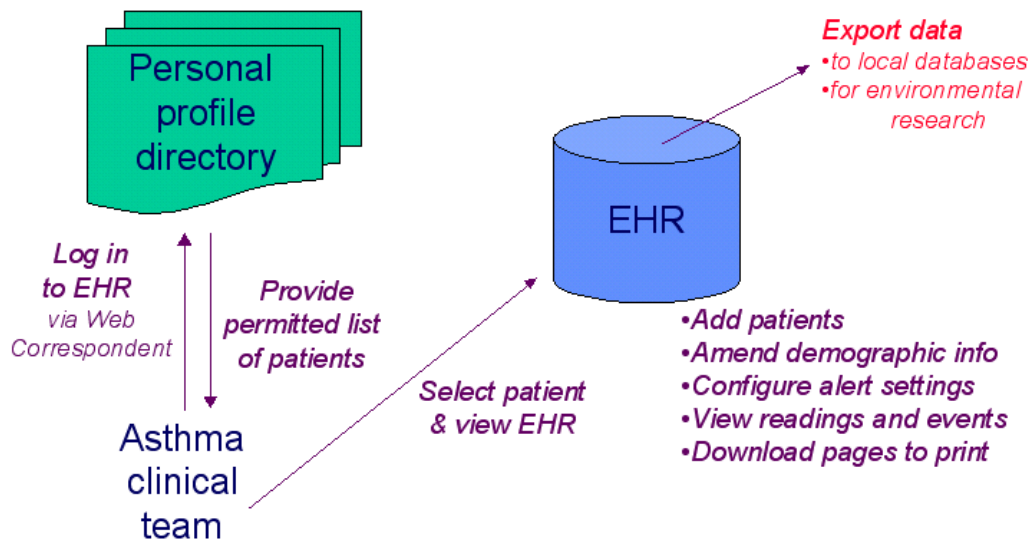 Personal
profile
directory
Export data
•to local databases
•for environmental
research
EHR
Log in
to EHR
via Web
Correspondent
Provide
permitted list
of patients
Select patient
& view EHR
•Add patients
•Amend demographic info
•Configure alert settings
•View readings and events
•Download pages to print
Asthma
clinical
team